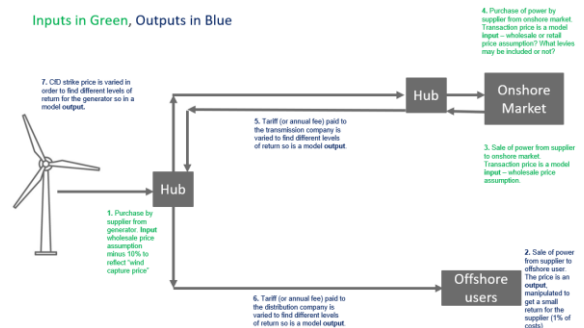 Inputs in Green, Outputs in Blue
4. Purchase of power by
supplier from onshore market.
Transaction price is a model
input – wholesale or retail
price assumption? What levies
may be included or not?
7. CfD strike price is varied in
order to find different levels of
return for the generator so in a
model output.
Hub
Onshore
Market
5. Tariff (or annual fee) paid to
the transmission company is
varied to find different levels
of return so is a model output.
3. Sale of power from supplier
to onshore market.
Transaction price is a model
input – wholesale price
assumption.
Hub
1. Purchase by
supplier from
generator. Input
wholesale price
assumption
minus 10% to
reflect “wind
capture price”
2. Sale of power
from supplier to
offshore user.
The price is an
output,
manipulated to
get a small
return for the
supplier (1% of
costs)
Offshore
users
6. Tariff (or annual fee) paid to
the distribution company is
varied to find different levels
of return so is a model output.